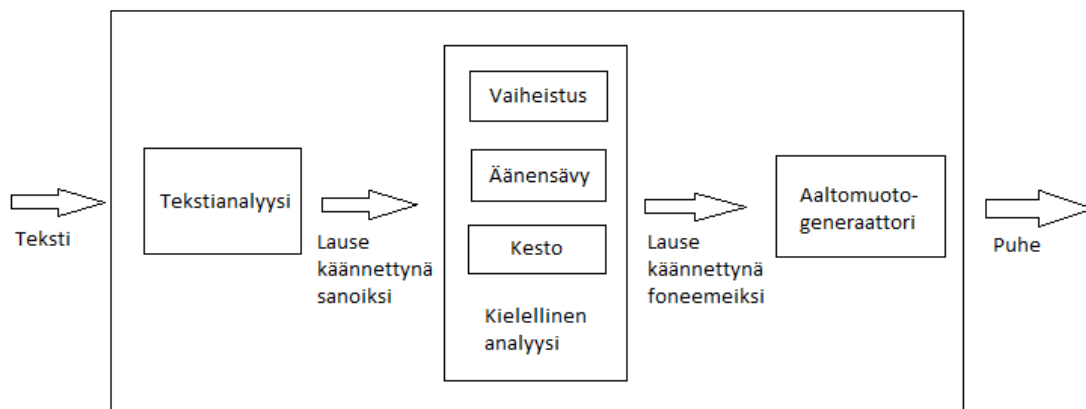 Teksti
Tekstianalyysi
Lause
käännettynä
sanoiksi
Vaiheistus
Äänensävy
Kesto
Kielellinen
analyysi
Lause
käännettynä
foneemeiksi
Aaltomuoto-
generaattori
Puhe